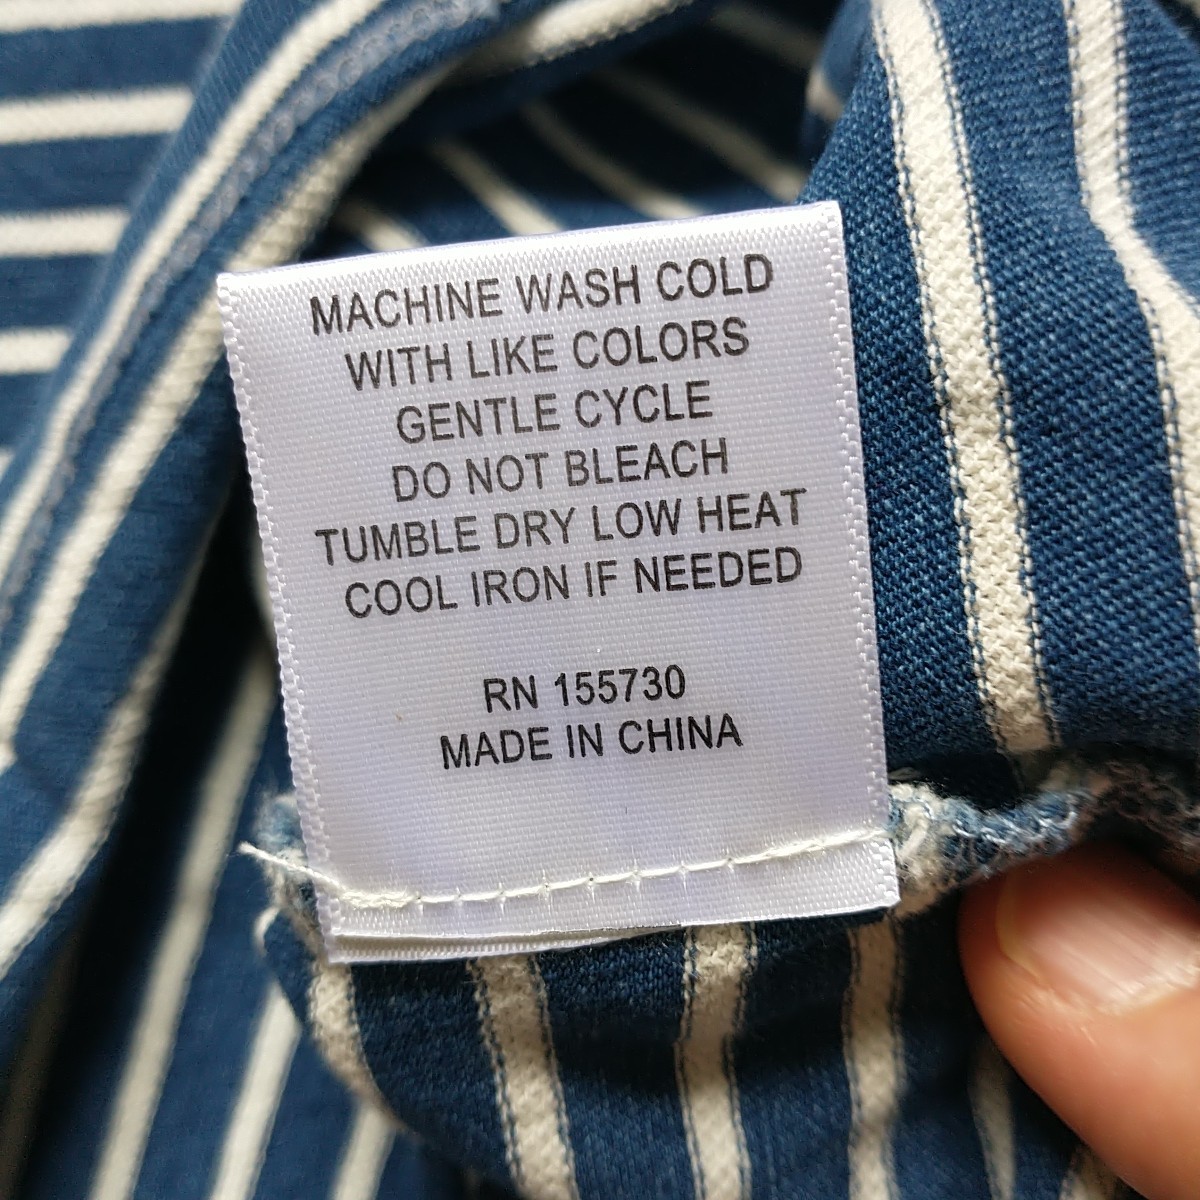 MACHINE WASH COLD
WITH LIKE COLORS
GENTLE CYCLE
DO NOT BLEACH
TUMBLE DRY LOW HEAT
COOL IRON IF NEEDED
RN 155730
MADE IN CHINA